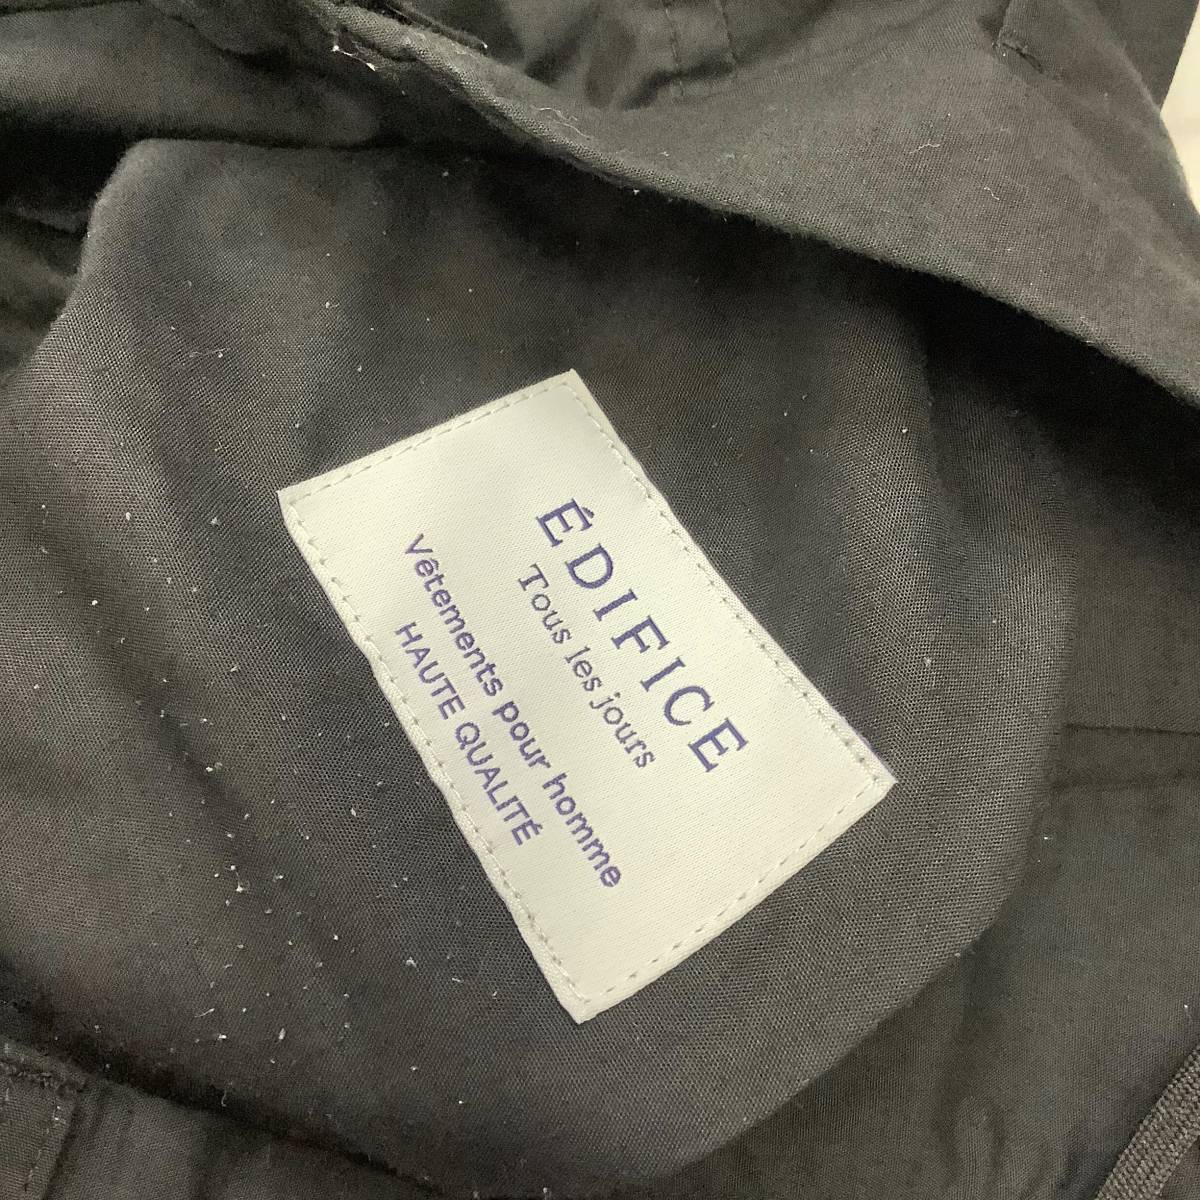 ÉDIFICE
Tous les jours
vêtements pour homme
HAUTE QUALITÉ